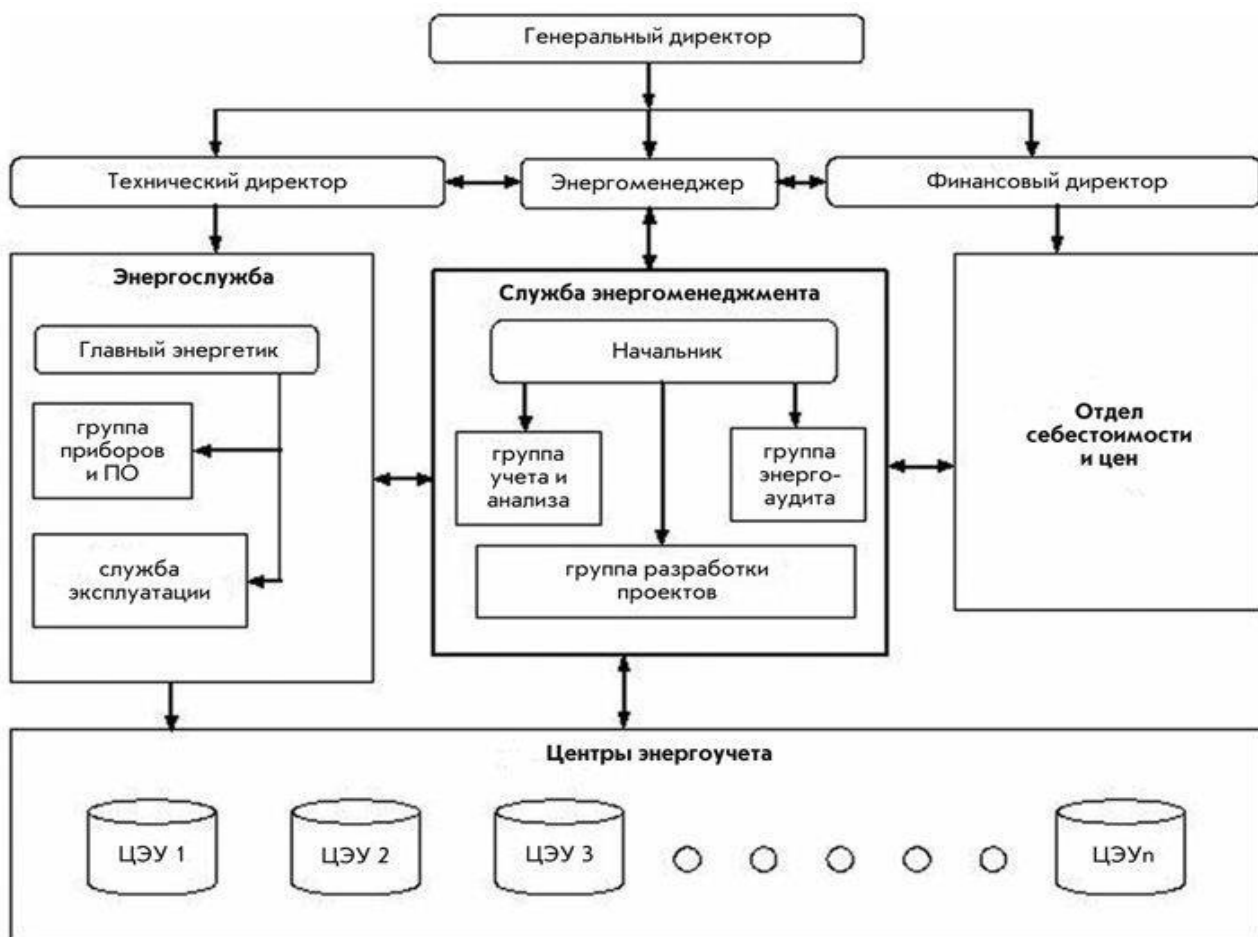 Генеральный директор
Технический директор
Энергоменеджер
Финансовый директор
Энергослужба
Главный энергетик
группа
приборов
и ПО
служба
эксплуатации
Служба энергоменеджмента
Начальник
группа
учета и
анализа
группа
энерго-
аудита
группа разработки
проектов
Отдел
себестоимости
и цен
Центры энергоучета
ЦЭУ 1
ЦЭУ 2
ЦЭУ 3
ЦЭУn